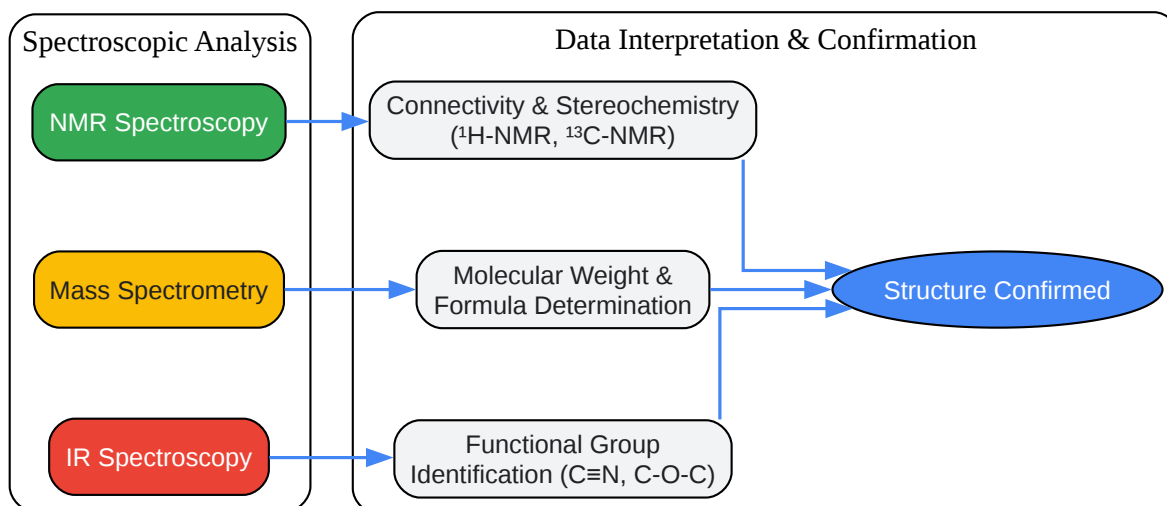 Spectroscopic Analysis
Data Interpretation & Confirmation
NMR Spectroscopy
Connectivity & Stereochemistry
(¹H-NMR, ¹³C-NMR)
Mass Spectrometry
Molecular Weight &
Formula Determination
Structure Confirmed
IR Spectroscopy
Functional Group
Identification (C≡N, C-O-C)